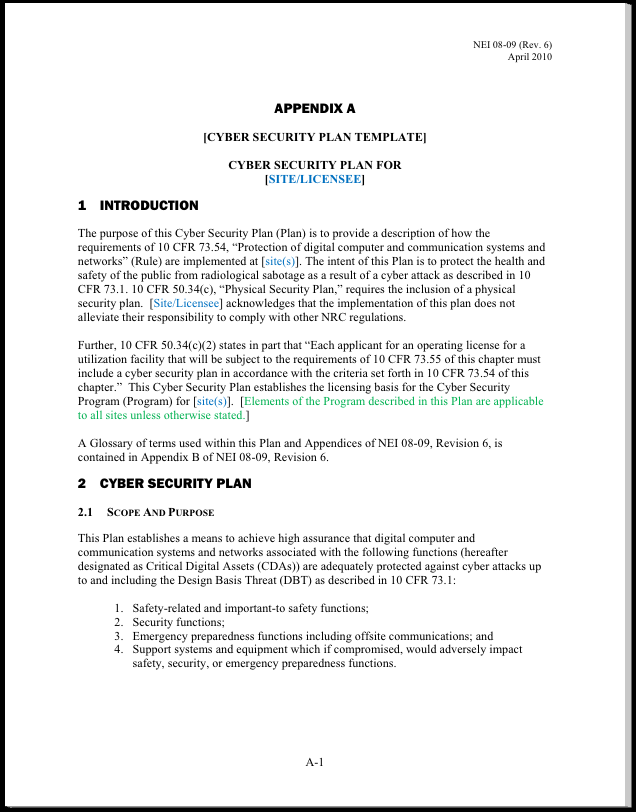 NEI 08-09 (Rev. 6)
April 2010
APPENDIX A
[CYBER SECURITY PLAN TEMPLATE]
CYBER SECURITY PLAN FOR
[SITE/LICENSEE]
1 INTRODUCTION
The purpose of this Cyber Security Plan (Plan) is to provide a description of how the
requirements of 10 CFR 73.54, “Protection of digital computer and communication systems and
networks” (Rule) are implemented at [site(s)]. The intent of this Plan is to protect the health and
safety of the public from radiological sabotage as a result of a cyber attack as described in 10
CFR 73.1. 10 CFR 50.34(c), “Physical Security Plan,” requires the inclusion of a physical
security plan. [Site/Licensee] acknowledges that the implementation of this plan does not
alleviate their responsibility to comply with other NRC regulations.
Further, 10 CFR 50.34(c)(2) states in part that “Each applicant for an operating license for a
utilization facility that will be subject to the requirements of 10 CFR 73.55 of this chapter must
include a cyber security plan in accordance with the criteria set forth in 10 CFR 73.54 of this
chapter.” This Cyber Security Plan establishes the licensing basis for the Cyber Security
Program (Program) for [site(s)]. [Elements of the Program described in this Plan are applicable
to all sites unless otherwise stated.]
A Glossary of terms used within this Plan and Appendices of NEI 08-09, Revision 6, is
contained in Appendix B of NEI 08-09, Revision 6.
2 CYBER SECURITY PLAN
2.1 SCOPE AND PURPOSE
This Plan establishes a means to achieve high assurance that digital computer and
communication systems and networks associated with the following functions (hereafter
designated as Critical Digital Assets (CDAs)) are adequately protected against cyber attacks up
to and including the Design Basis Threat (DBT) as described in 10 CFR 73.1:
1. Safety-related and important-to safety functions;
2. Security functions;
3. Emergency preparedness functions including offsite communications; and
4. Support systems and equipment which if compromised, would adversely impact
safety, security, or emergency preparedness functions.
A-1